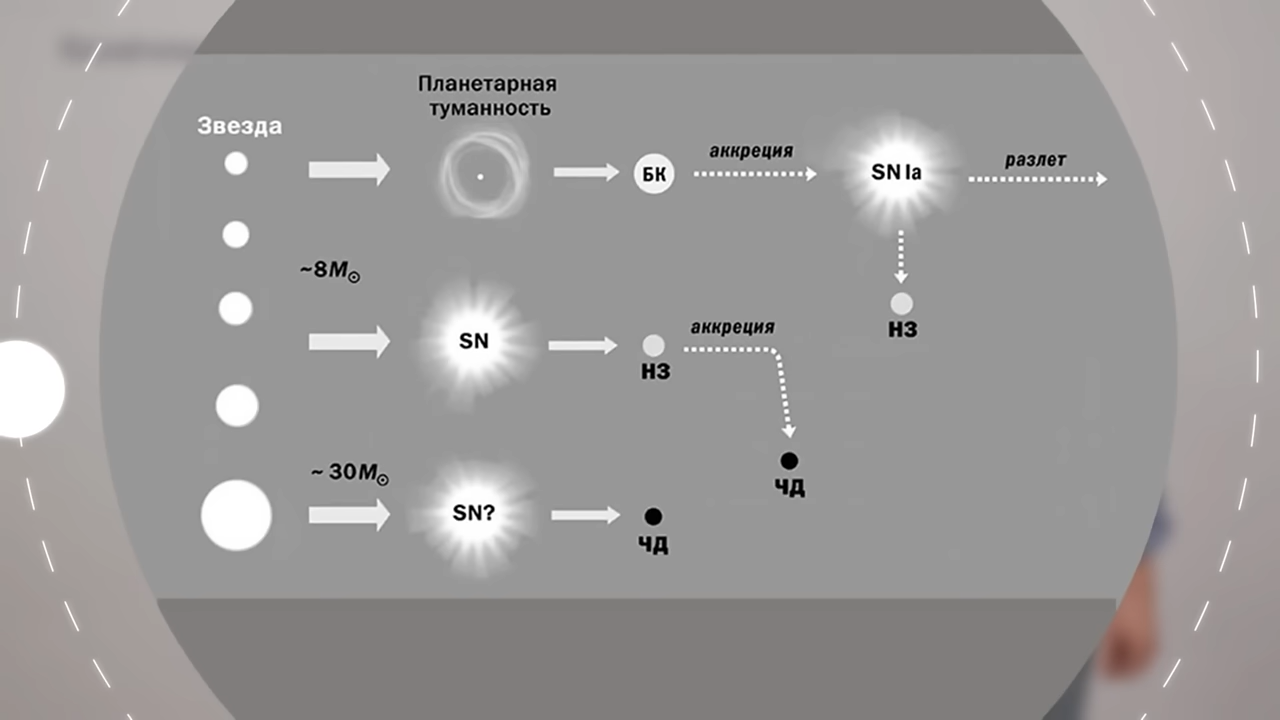 Планетарная
туманность
Звезда
БК
аккреция
SN Ia
разлет
~8M☉
SN
НЗ
аккреция
НЗ
~ 30M☉
SN?
ЧД
ЧД